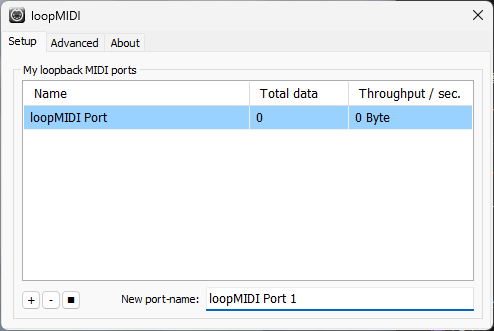 loopMIDI
Setup Advanced About
My loopback MIDI ports
Name Total data Throughput / sec.
loopMIDI Port 0 0 Byte
+ - New port-name: loopMIDI Port 1